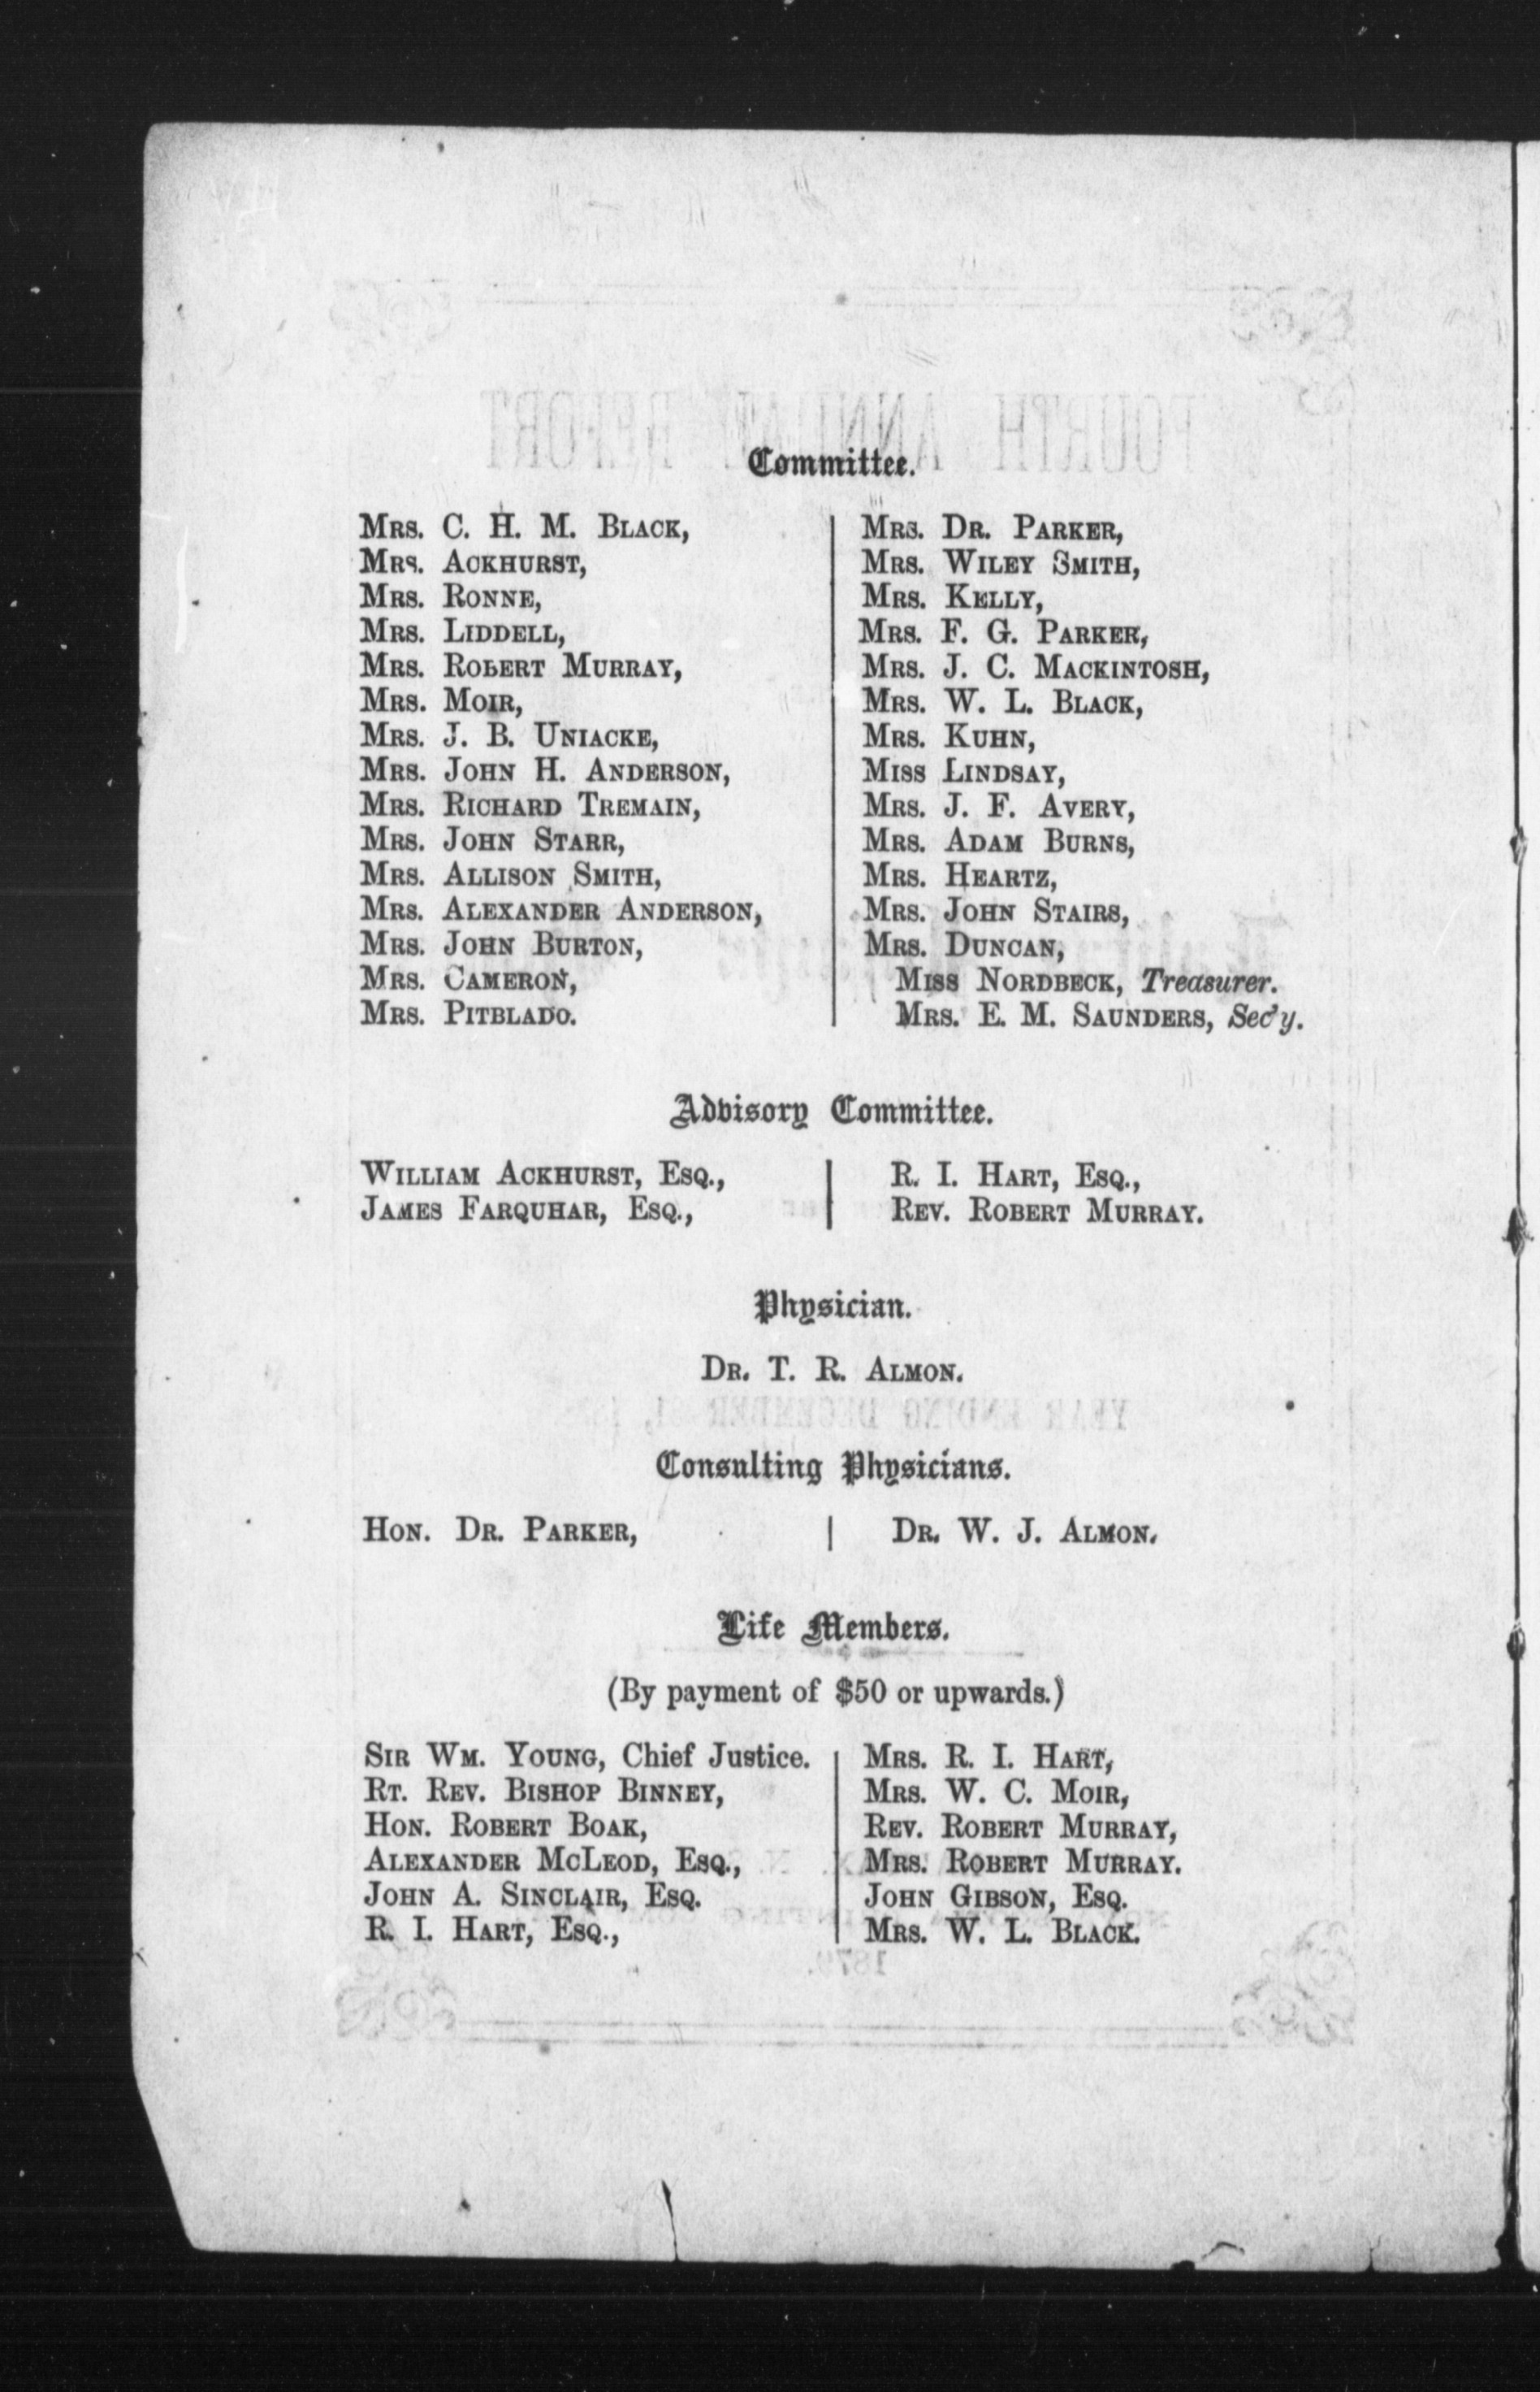 Committee.
Mrs. C. H. M. Black,
Mrs. Ackhurst,
Mrs. Ronne,
Mrs. Liddell,
Mrs. Robert Murray,
Mrs. Moir,
Mrs. J. B. Uniacke,
Mrs. John H. Anderson,
Mrs. Richard Tremain,
Mrs. John Starr,
Mrs. Allison Smith,
Mrs. Alexander Anderson,
Mrs. John Burton,
Mrs. Cameron,
Mrs. Pitblado.
Mrs. Dr. Parker,
Mrs. Wiley Smith,
Mrs. Kelly,
Mrs. F. G. Parker,
Mrs. J. C. Mackintosh,
Mrs. W. L. Black,
Mrs. Kuhn,
Miss Lindsay,
Mrs. J. F. Avery,
Mrs. Adam Burns,
Mrs. Heartz,
Mrs. John Stairs,
Mrs. Duncan,
Miss Nordbeck, Treasurer.
Mrs. E. M. Saunders, Sec'y.
Advisory Committee.
William Ackhurst, Esq.,
James Farquhar, Esq.,
R. I. Hart, Esq.,
Rev. Robert Murray.
Physician.
Dr. T. R. Almon.
Consulting Physicians.
Hon. Dr. Parker,
Dr. W. J. Almon.
Life Members.
(By payment of $50 or upwards.)
Sir Wm. Young, Chief Justice.
Rt. Rev. Bishop Binney,
Hon. Robert Boak,
Alexander McLeod, Esq.,
John A. Sinclair, Esq.
R. I. Hart, Esq.,
Mrs. R. I. Hart,
Mrs. W. C. Moir,
Rev. Robert Murray,
Mrs. Robert Murray.
John Gibson, Esq.
Mrs. W. L. Black.